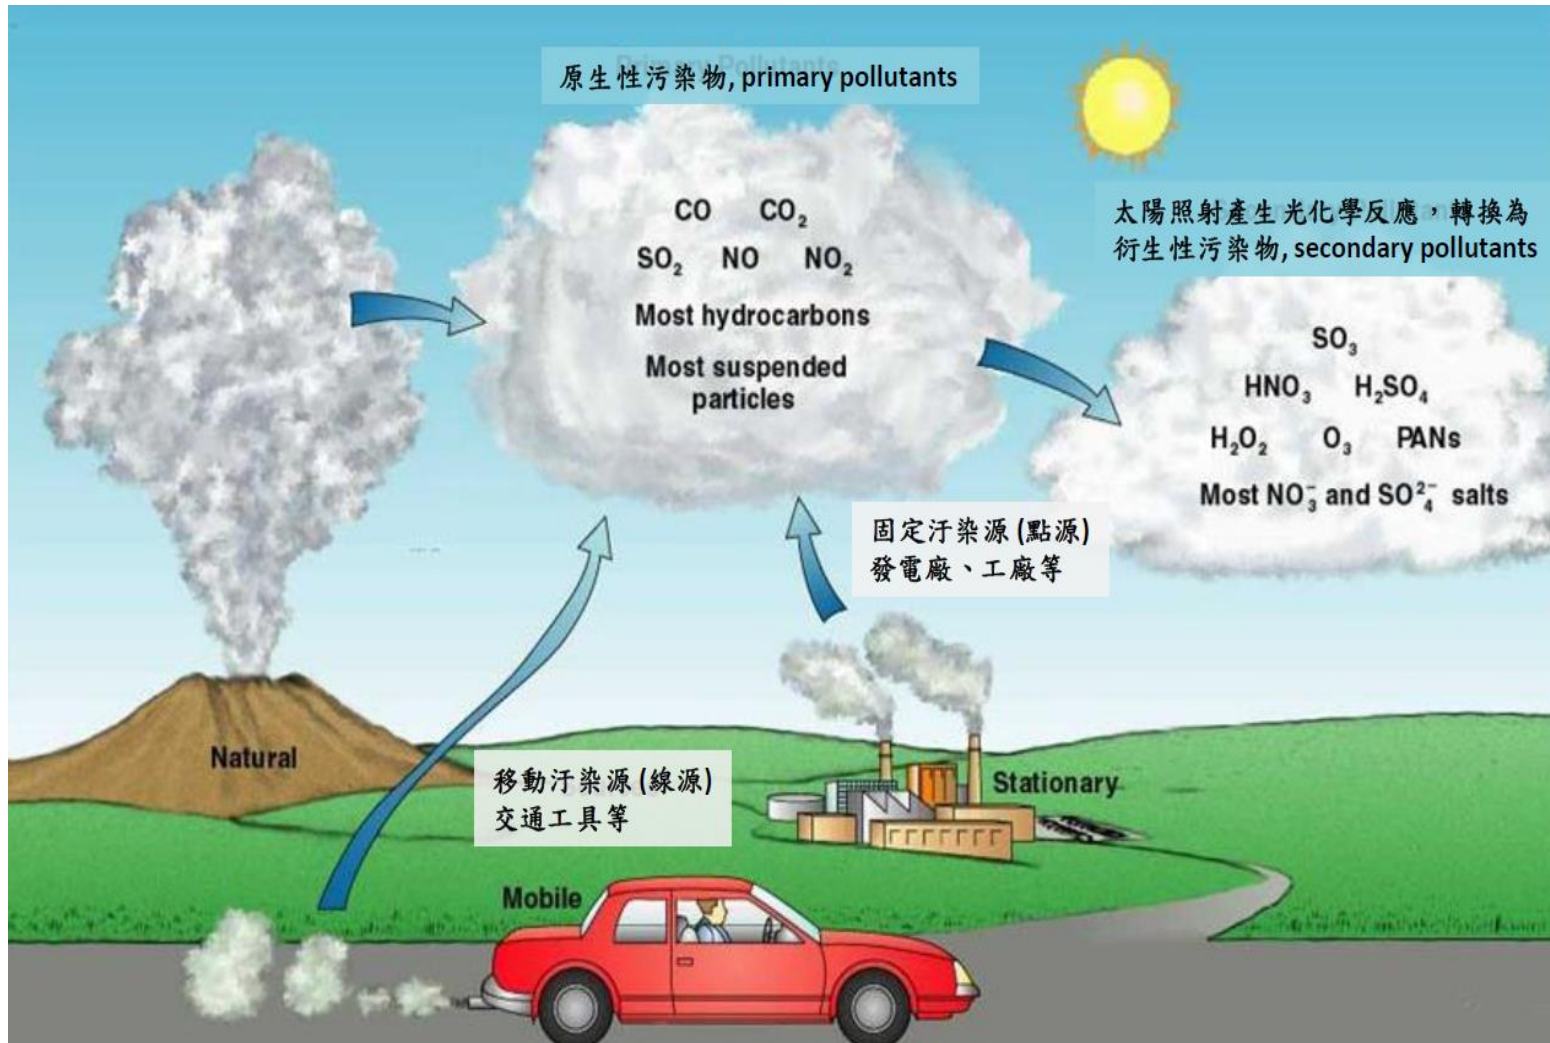 原生性污染物, primary pollutants
CO CO₂
SO₂ NO NO₂
Most hydrocarbons
Most suspended
particles
太陽照射產生光化學反應，轉換為
衍生性污染物, secondary pollutants
SO₃
HNO₃ H₂SO₄
H₂O₂ O₃ PANs
Most NO₃⁻ and SO₄²⁻ salts
固定汙染源 (點源)
發電廠、工廠等
Natural
移動汙染源 (線源)
交通工具等
Stationary
Mobile